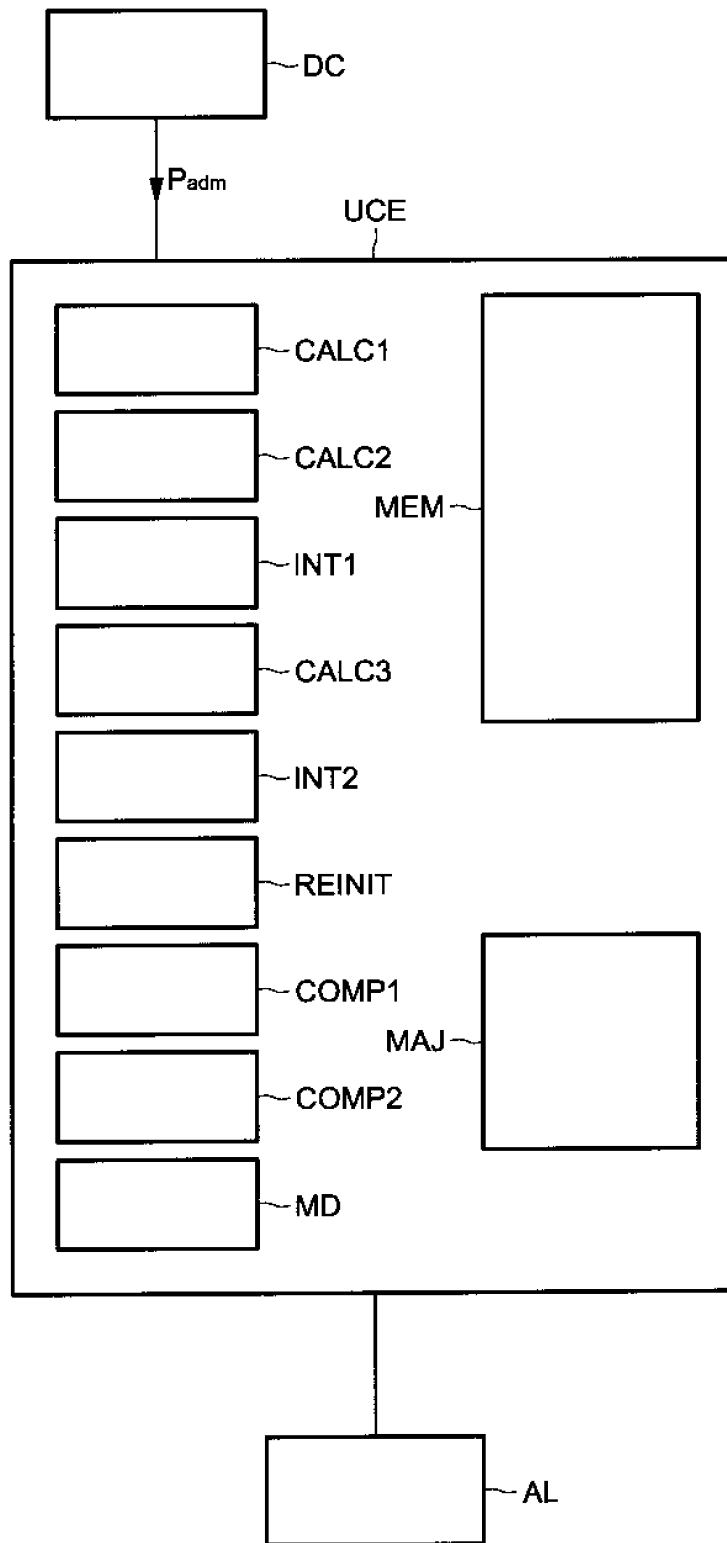 DC
Padm
UCE
CALC1
CALC2
MEM
INT1
CALC3
INT2
REINIT
COMP1
MAJ
COMP2
MD
AL